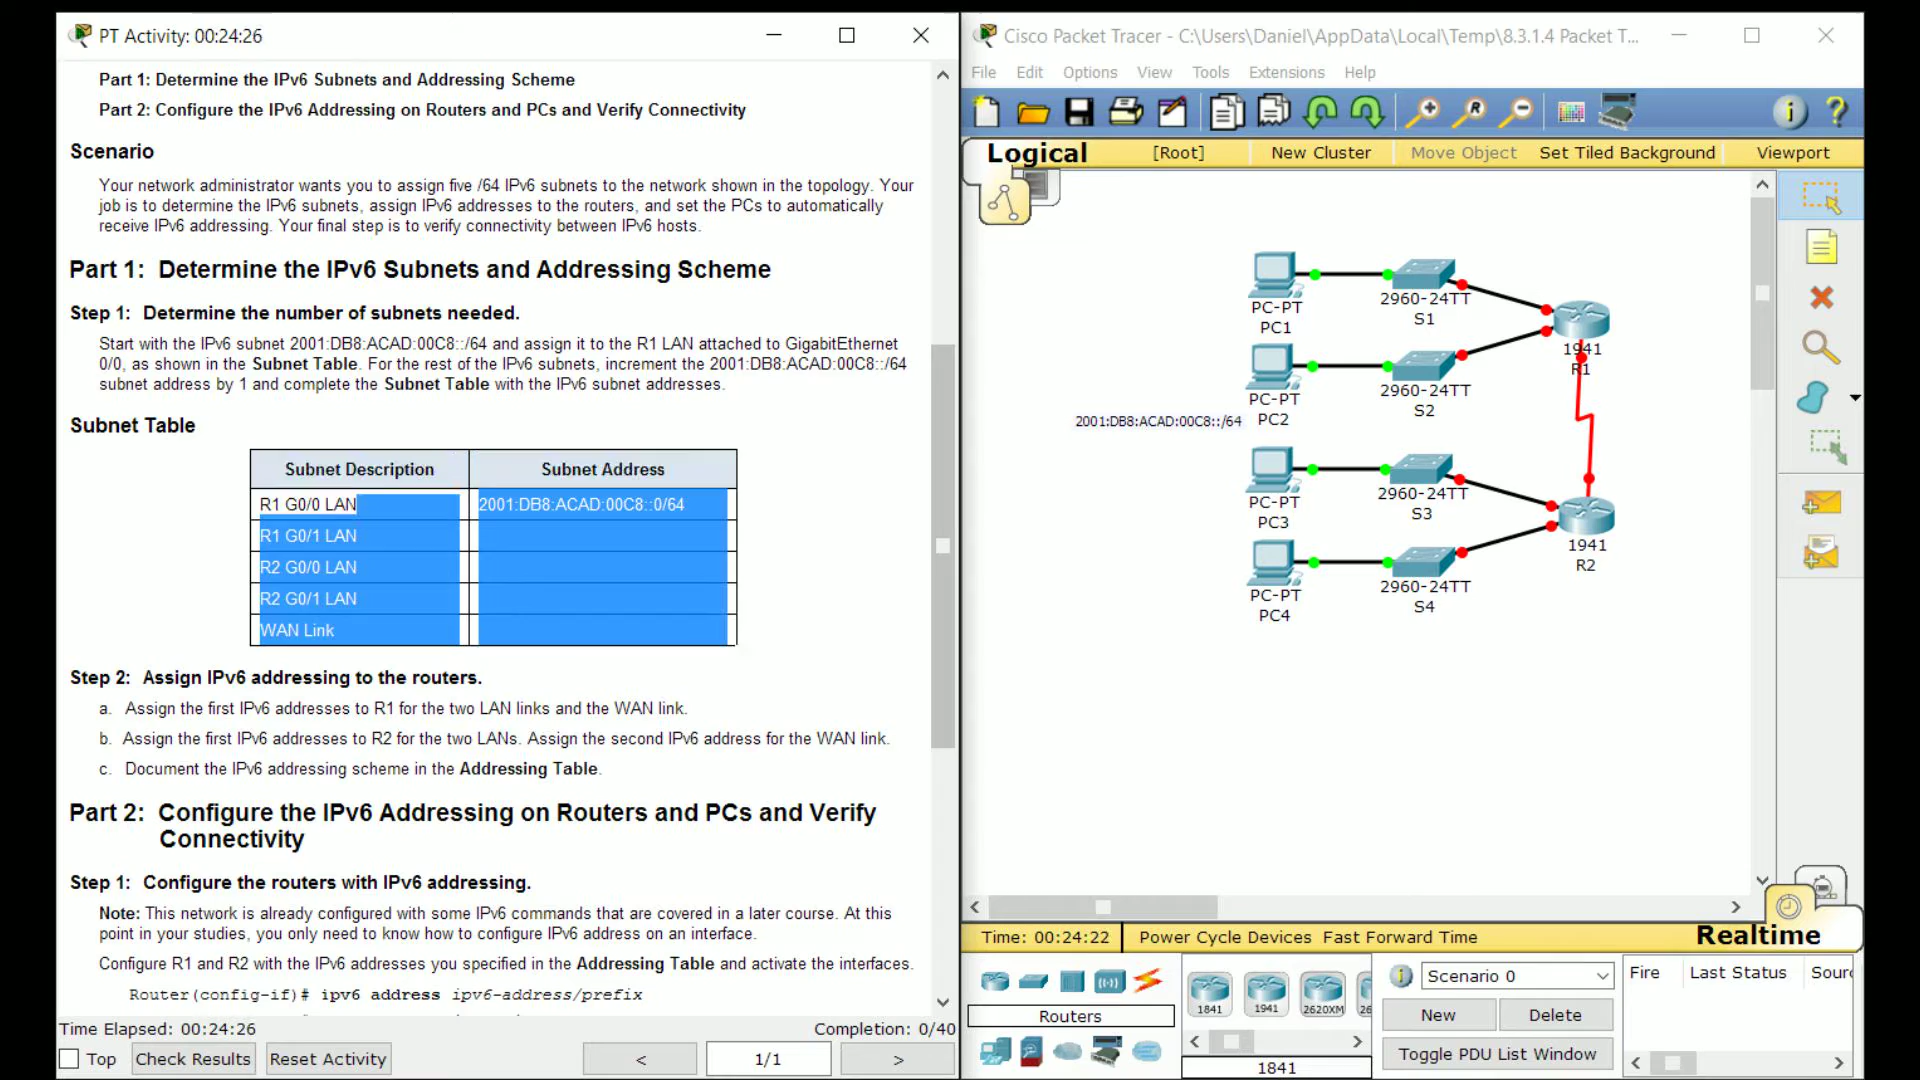 PT Activity: 00:24:26
Part 1: Determine the IPv6 Subnets and Addressing Scheme
Part 2: Configure the IPv6 Addressing on Routers and PCs and Verify Connectivity
Scenario
Your network administrator wants you to assign five /64 IPv6 subnets to the network shown in the topology. Your
job is to determine the IPv6 subnets, assign IPv6 addresses to the routers, and set the PCs to automatically
receive IPv6 addressing. Your final step is to verify connectivity between IPv6 hosts.
Part 1: Determine the IPv6 Subnets and Addressing Scheme
Step 1: Determine the number of subnets needed.
Start with the IPv6 subnet 2001:DB8:ACAD:00C8::/64 and assign it to the R1 LAN attached to GigabitEthernet
0/0, as shown in the Subnet Table. For the rest of the IPv6 subnets, increment the 2001:DB8:ACAD:00C8::/64
subnet address by 1 and complete the Subnet Table with the IPv6 subnet addresses.
Subnet Table
Subnet Description Subnet Address
R1 G0/0 LAN 2001:DB8:ACAD:00C8::0/64
R1 G0/1 LAN
R2 G0/0 LAN
R2 G0/1 LAN
WAN Link
Step 2: Assign IPv6 addressing to the routers.
a. Assign the first IPv6 addresses to R1 for the two LAN links and the WAN link.
b. Assign the first IPv6 addresses to R2 for the two LANs. Assign the second IPv6 address for the WAN link.
c. Document the IPv6 addressing scheme in the Addressing Table.
Part 2: Configure the IPv6 Addressing on Routers and PCs and Verify
Connectivity
Step 1: Configure the routers with IPv6 addressing.
Note: This network is already configured with some IPv6 commands that are covered in a later course. At this
point in your studies, you only need to know how to configure IPv6 address on an interface.
Configure R1 and R2 with the IPv6 addresses you specified in the Addressing Table and activate the interfaces.
Router(config-if)# ipv6 address ipv6-address/prefix
Time Elapsed: 00:24:26 Completion: 0/40
Top Check Results Reset Activity < 1/1 >
Cisco Packet Tracer - C:\Users\Daniel\AppData\Local\Temp\8.3.1.4 Packet T...
File Edit Options View Tools Extensions Help
Logical [Root] New Cluster Move Object Set Tiled Background Viewport
PC-PT
PC1
2960-24TT
S1
1941
R1
PC-PT
PC2
2960-24TT
S2
2001:DB8:ACAD:00C8::/64
PC-PT
PC3
2960-24TT
S3
1941
R2
PC-PT
PC4
2960-24TT
S4
Time: 00:24:22 Power Cycle Devices Fast Forward Time Realtime
Routers
1841 1941 2620XM 26
1841
Scenario 0
New Delete
Toggle PDU List Window
Fire Last Status Sourc